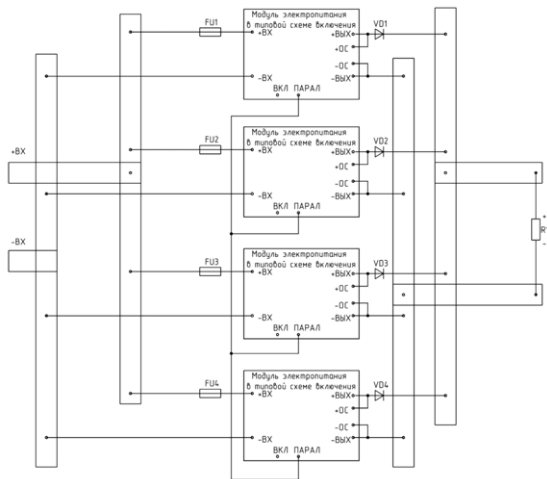 FU1
Модуль электропитания
в типовой схеме включения
+ВХ
+ВЫХ
+ОС
-ОС
-ВХ
-ВЫХ
ВКЛ ПАРАЛ
VD1
FU2
Модуль электропитания
в типовой схеме включения
+ВХ
+ВЫХ
+ОС
-ОС
-ВХ
-ВЫХ
ВКЛ ПАРАЛ
VD2
+ВХ
-ВХ
+
-
FU3
Модуль электропитания
в типовой схеме включения
+ВХ
+ВЫХ
+ОС
-ОС
-ВХ
-ВЫХ
ВКЛ ПАРАЛ
VD3
FU4
Модуль электропитания
в типовой схеме включения
+ВХ
+ВЫХ
+ОС
-ОС
-ВХ
-ВЫХ
ВКЛ ПАРАЛ
VD4